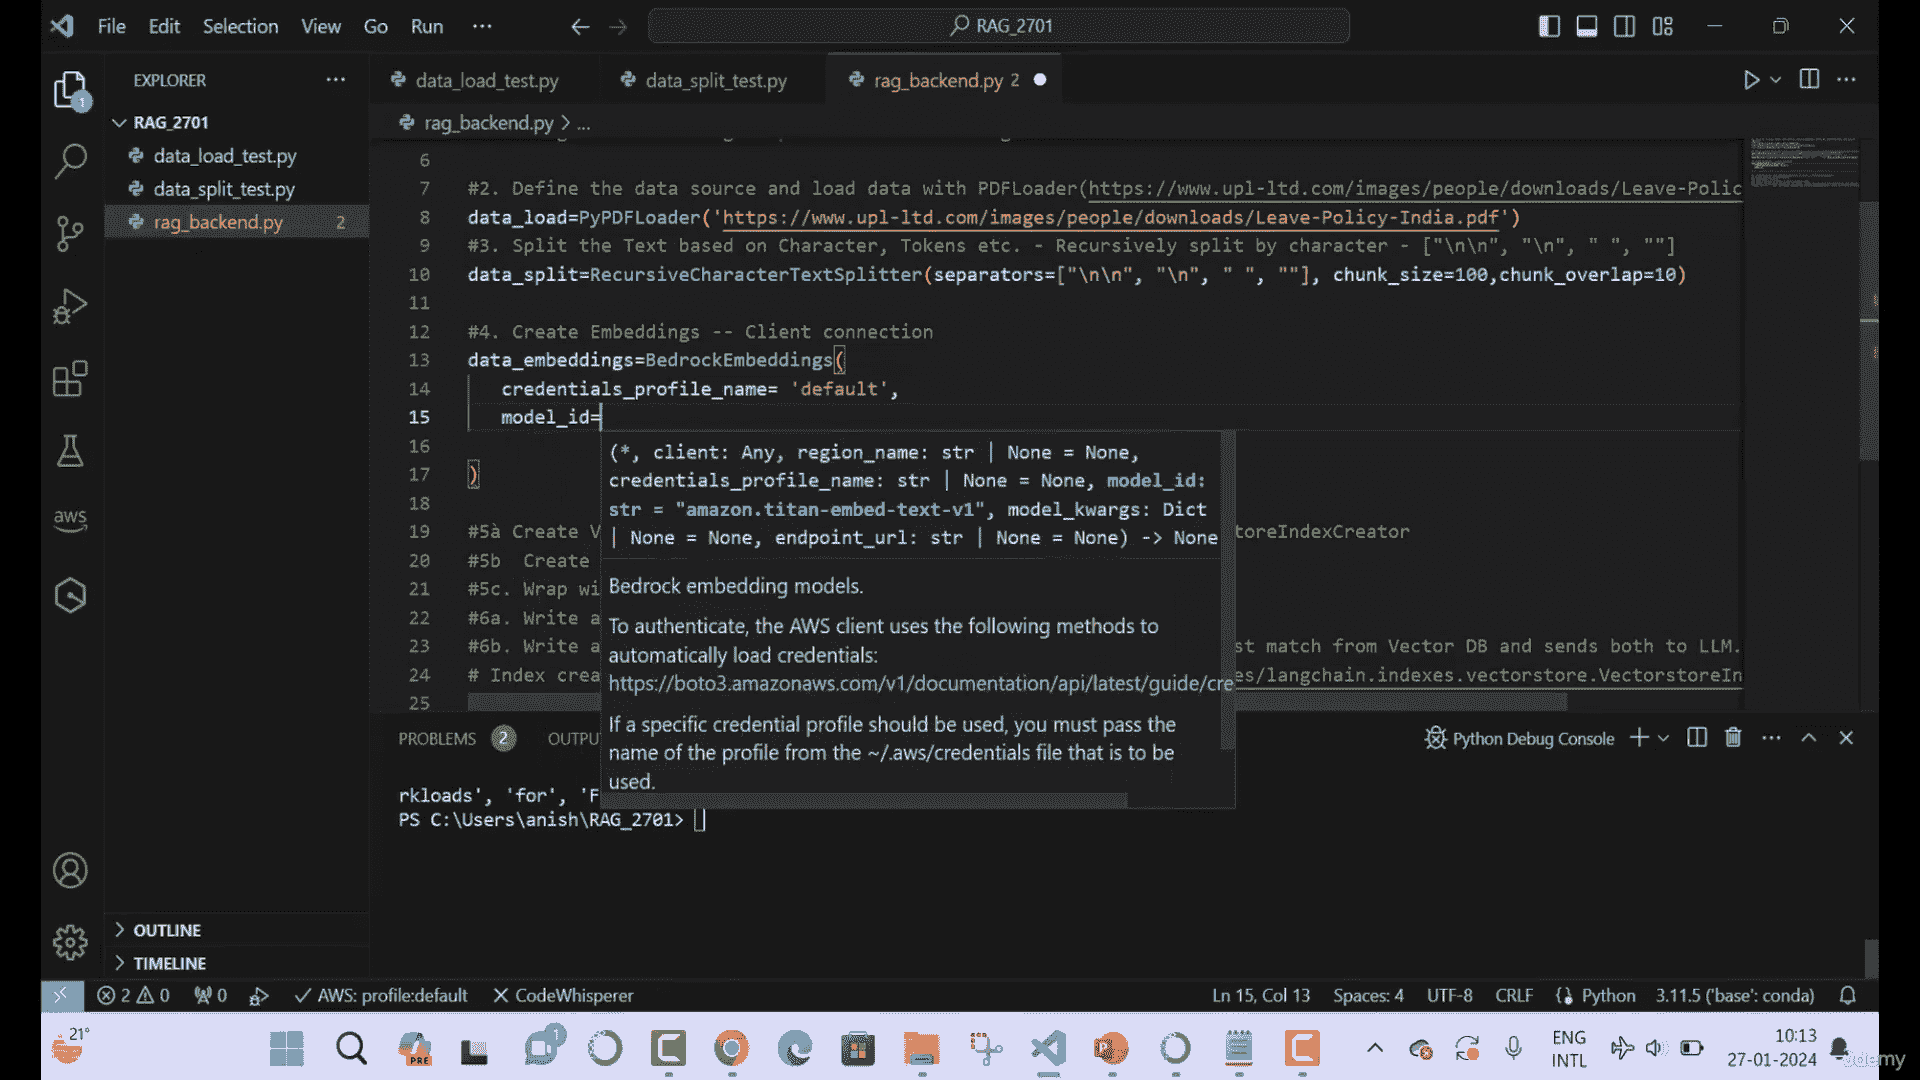 File Edit Selection View Go Run ··· RAG_2701
EXPLORER ···
data_load_test.py data_split_test.py rag_backend.py 2
RAG_2701
rag_backend.py > ...
data_load_test.py
data_split_test.py
rag_backend.py 2
1
6
7 #2. Define the data source and load data with PDFLoader(https://www.upl-ltd.com/images/people/downloads/Leave-Polic
8 data_load=PyPDFLoader('https://www.upl-ltd.com/images/people/downloads/Leave-Policy-India.pdf')
9 #3. Split the Text based on Character, Tokens etc. - Recursively split by character - ["\n\n", "\n", " ", ""]
10 data_split=RecursiveCharacterTextSplitter(separators=["\n\n", "\n", " ", ""], chunk_size=100,chunk_overlap=10)
11
12 #4. Create Embeddings -- Client connection
13 data_embeddings=BedrockEmbeddings(
14 credentials_profile_name= 'default',
15 model_id=
16
17 )
18
19 #5à Create V toreIndexCreator
20 #5b Create
21 #5c. Wrap wi
22 #6a. Write a
23 #6b. Write a st match from Vector DB and sends both to LLM.
24 # Index crea es/langchain.indexes.vectorstore.VectorstoreIn
25
(*, client: Any, region_name: str | None = None,
credentials_profile_name: str | None = None, model_id:
str = "amazon.titan-embed-text-v1", model_kwargs: Dict
| None = None, endpoint_url: str | None = None) -> None
Bedrock embedding models.
To authenticate, the AWS client uses the following methods to
automatically load credentials:
https://boto3.amazonaws.com/v1/documentation/api/latest/guide/cre
If a specific credential profile should be used, you must pass the
name of the profile from the ~/.aws/credentials file that is to be
used.
aws
PROBLEMS 2 OUTPU Python Debug Console
rkloads', 'for', 'F
PS C:\Users\anish\RAG_2701>
OUTLINE
TIMELINE
2 0 0 AWS: profile:default CodeWhisperer Ln 15, Col 13 Spaces: 4 UTF-8 CRLF Python 3.11.5 ('base': conda)
21° PRE 1 ENG INTL 10:13 27-01-2024